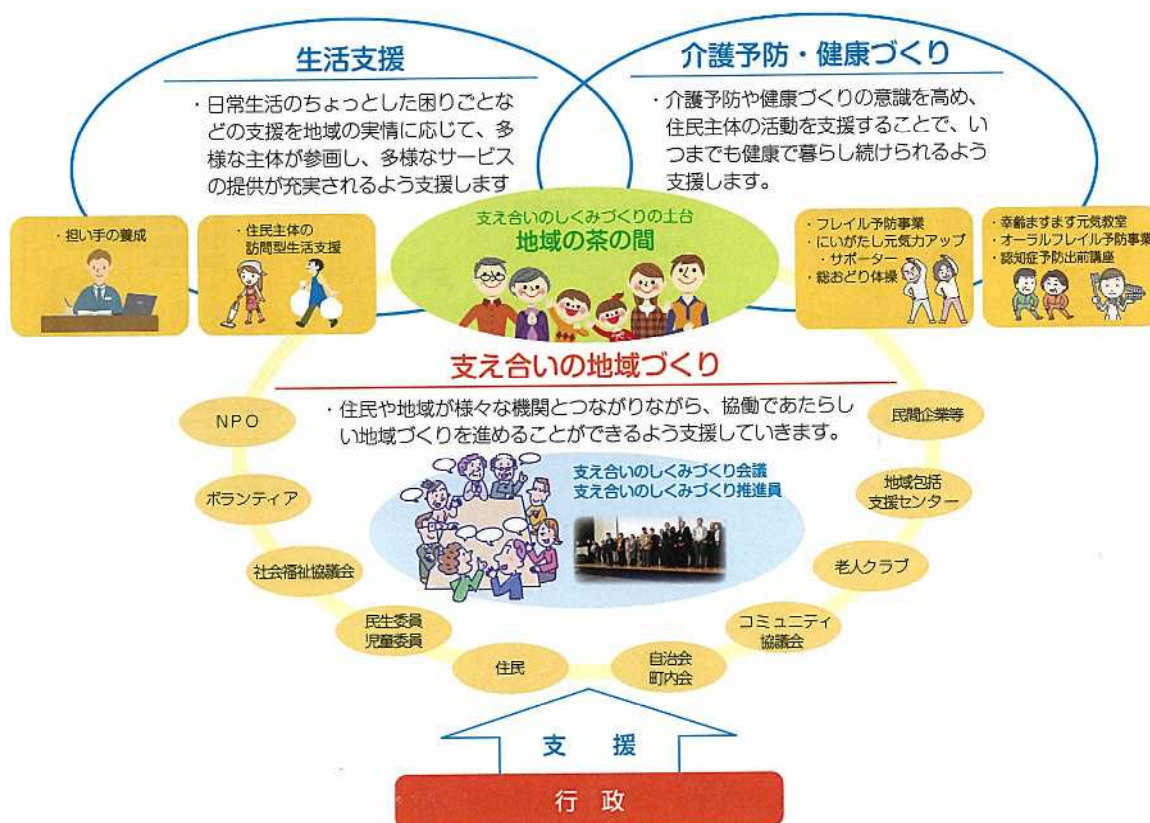 生活支援
・日常生活のちょっとした困りごとな
どの支援を地域の実情に応じて、多
様な主体が参画し、多様なサービス
の提供が充実されるよう支援します
介護予防・健康づくり
・介護予防や健康づくりの意識を高め、
住民主体の活動を支援することで、い
つまでも健康で暮らし続けられるよう
支援します。
・担い手の養成
・住民主体の
訪問型生活支援
支え合いのしくみづくりの土台
地域の茶の間
・フレイル予防事業
・にいがたし元気力アップ
・サポーター
・総おどり体操
・幸齢ますます元気教室
・オーラルフレイル予防事業
・認知症予防出前講座
支え合いの地域づくり
・住民や地域が様々な機関とつながりながら、協働であたらし
い地域づくりを進めることができるよう支援していきます。
支え合いのしくみづくり会議
支え合いのしくみづくり推進員
NPO
ボランティア
社会福祉協議会
民生委員
児童委員
住民
自治会
町内会
コミュニティ
協議会
老人クラブ
地域包括
支援センター
民間企業等
支 援
行 政